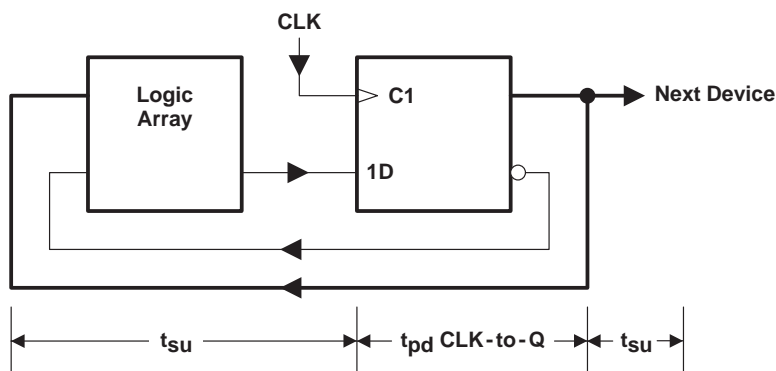 CLK
Logic
Array
C1
1D
Next Device
tsu
tpd CLK-to-Q
tsu